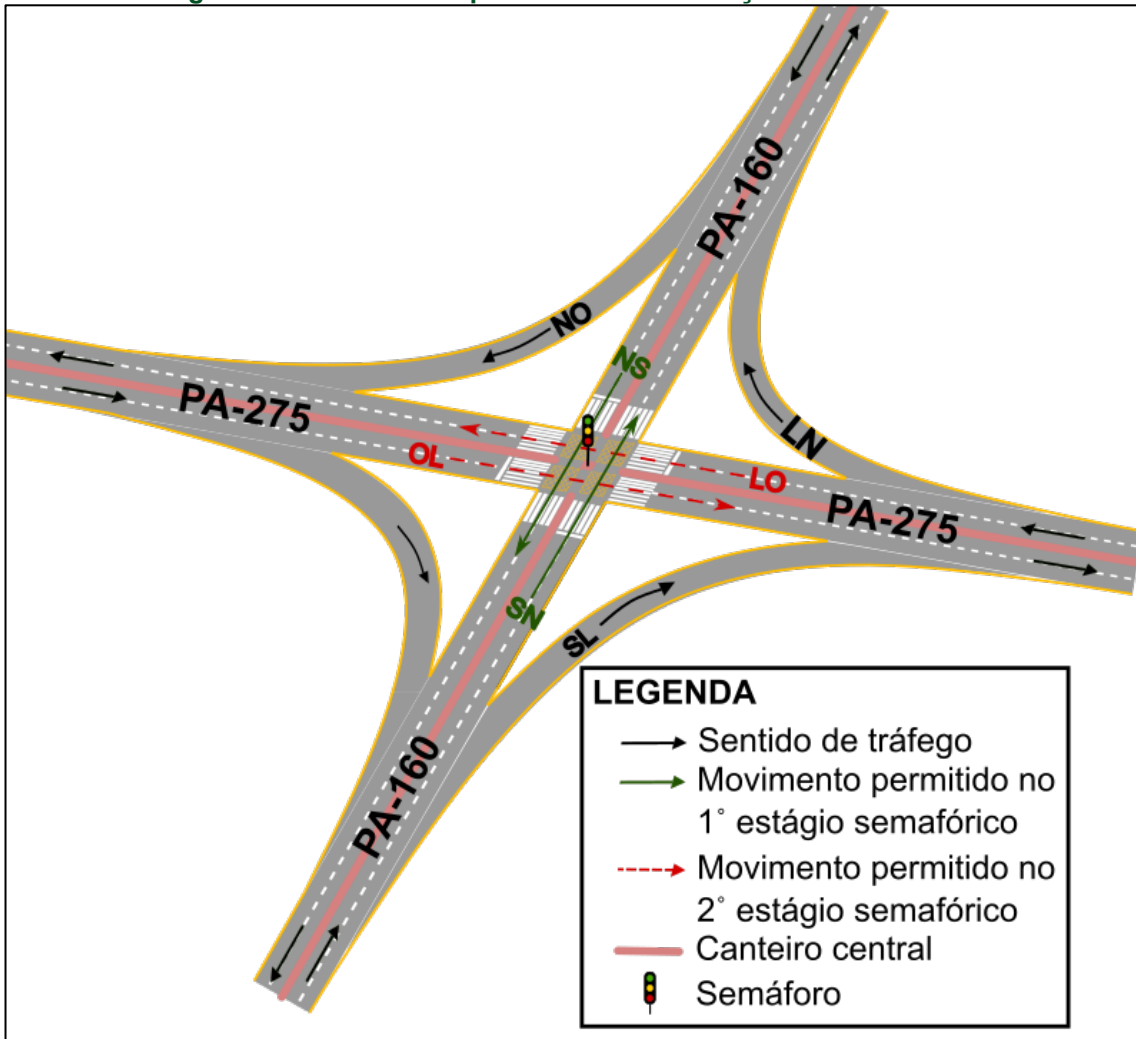 PA-160
NO
NS
PA-275
LN
OL
LO
PA-275
SN
SL
PA-160
LEGENDA
Sentido de tráfego
Movimento permitido no
1° estágio semafórico
Movimento permitido no
2° estágio semafórico
Canteiro central
Semáforo